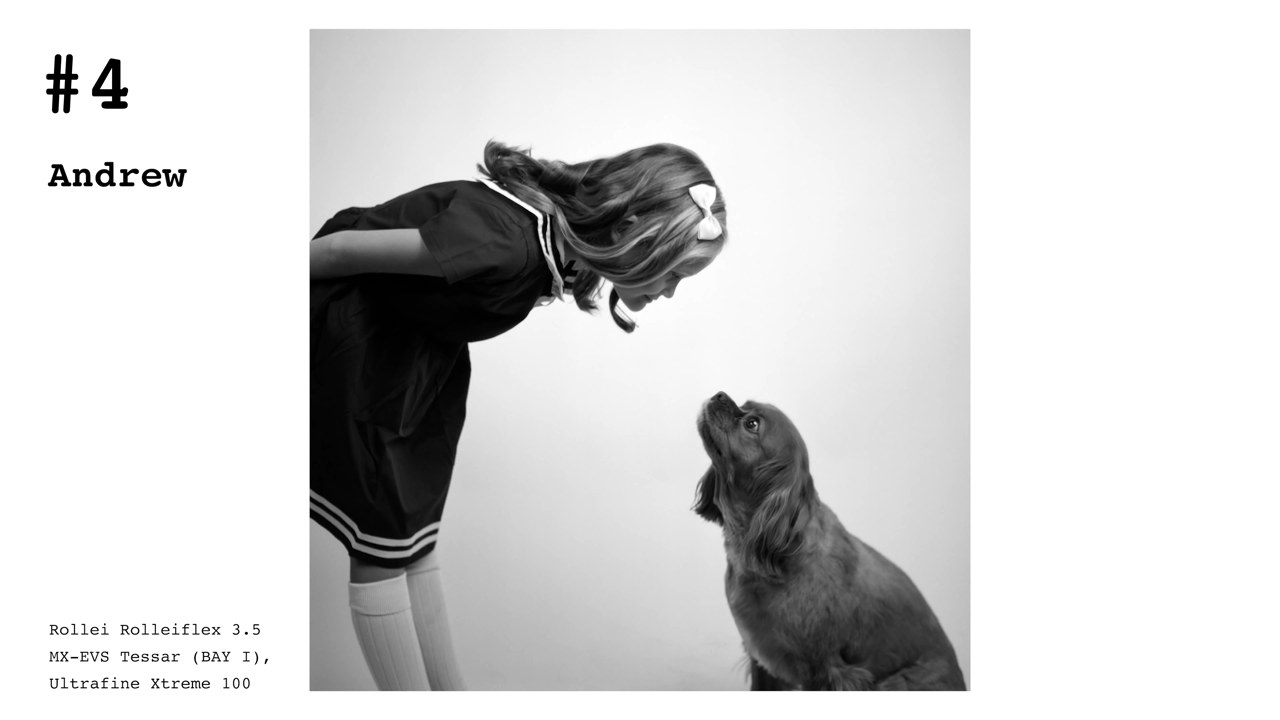 #4
Andrew
Rollei Rolleiflex 3.5
MX-EVS Tessar (BAY I),
Ultrafine Xtreme 100